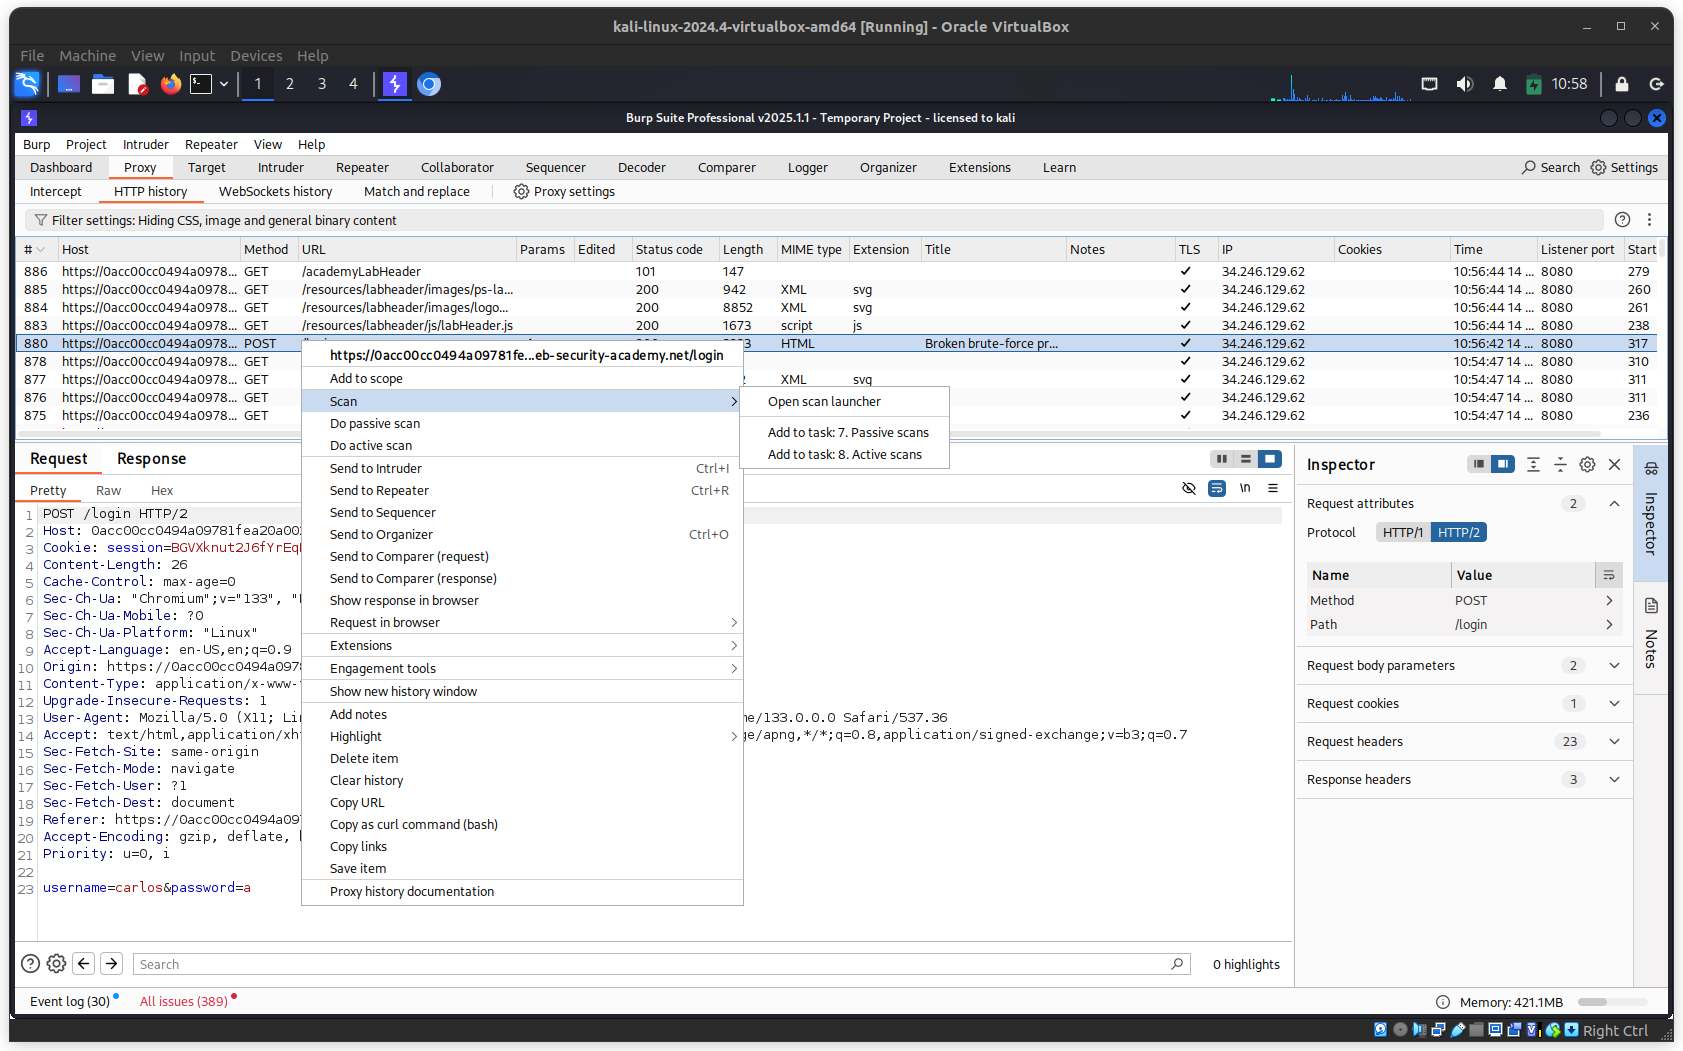 kali-linux-2024.4-virtualbox-amd64 [Running] - Oracle VirtualBox
File Machine View Input Devices Help
1 2 3 4 10:58
Burp Suite Professional v2025.1.1 - Temporary Project - licensed to kali
Burp Project Intruder Repeater View Help
Dashboard Proxy Target Intruder Repeater Collaborator Sequencer Decoder Comparer Logger Organizer Extensions Learn Search Settings
Intercept HTTP history WebSockets history Match and replace Proxy settings
Filter settings: Hiding CSS, image and general binary content
# Host Method URL Params Edited Status code Length MIME type Extension Title Notes TLS IP Cookies Time Listener port Start
886 https://0acc00cc0494a0978... GET /academyLabHeader 101 147 34.246.129.62 10:56:44 14 ... 8080 279
885 https://0acc00cc0494a0978... GET /resources/labheader/images/ps-la... 200 942 XML svg 34.246.129.62 10:56:44 14 ... 8080 260
884 https://0acc00cc0494a0978... GET /resources/labheader/images/logo... 200 8852 XML svg 34.246.129.62 10:56:44 14 ... 8080 261
883 https://0acc00cc0494a0978... GET /resources/labheader/js/labHeader.js 200 1673 script js 34.246.129.62 10:56:44 14 ... 8080 238
880 https://0acc00cc0494a0978... POST HTML Broken brute-force pr... 34.246.129.62 10:56:42 14 ... 8080 317
878 https://0acc00cc0494a0978... GET 34.246.129.62 10:54:47 14 ... 8080 310
877 https://0acc00cc0494a0978... GET XML svg 34.246.129.62 10:54:47 14 ... 8080 311
876 https://0acc00cc0494a0978... GET 34.246.129.62 10:54:47 14 ... 8080 311
875 https://0acc00cc0494a0978... GET 34.246.129.62 10:54:47 14 ... 8080 236
https://0acc00cc0494a09781fe...eb-security-academy.net/login
Add to scope
Scan
Do passive scan
Do active scan
Send to Intruder Ctrl+I
Send to Repeater Ctrl+R
Send to Sequencer
Send to Organizer Ctrl+O
Send to Comparer (request)
Send to Comparer (response)
Show response in browser
Request in browser
Extensions
Engagement tools
Show new history window
Add notes
Highlight
Delete item
Clear history
Copy URL
Copy as curl command (bash)
Copy links
Save item
Proxy history documentation
Open scan launcher
Add to task: 7. Passive scans
Add to task: 8. Active scans
Request Response
Pretty Raw Hex
\n
1 POST /login HTTP/2
2 Host: 0acc00cc0494a09781fea20a00
3 Cookie: session=BGVXknut2J6fYrEq
4 Content-Length: 26
5 Cache-Control: max-age=0
6 Sec-Ch-Ua: "Chromium";v="133", "
7 Sec-Ch-Ua-Mobile: ?0
8 Sec-Ch-Ua-Platform: "Linux"
9 Accept-Language: en-US,en;q=0.9
10 Origin: https://0acc00cc0494a097
11 Content-Type: application/x-www-
12 Upgrade-Insecure-Requests: 1
13 User-Agent: Mozilla/5.0 (X11; Li me/133.0.0.0 Safari/537.36
14 Accept: text/html,application/xh ge/apng,*/*;q=0.8,application/signed-exchange;v=b3;q=0.7
15 Sec-Fetch-Site: same-origin
16 Sec-Fetch-Mode: navigate
17 Sec-Fetch-User: ?1
18 Sec-Fetch-Dest: document
19 Referer: https://0acc00cc0494a09
20 Accept-Encoding: gzip, deflate,
21 Priority: u=0, i
22
23 username=carlos&password=a
Inspector
Request attributes 2
Protocol HTTP/1 HTTP/2
Name Value
Method POST
Path /login
Request body parameters 2
Request cookies 1
Request headers 23
Response headers 3
Inspector
Notes
Search 0 highlights
Event log (30) All issues (389) Memory: 421.1MB
Right Ctrl